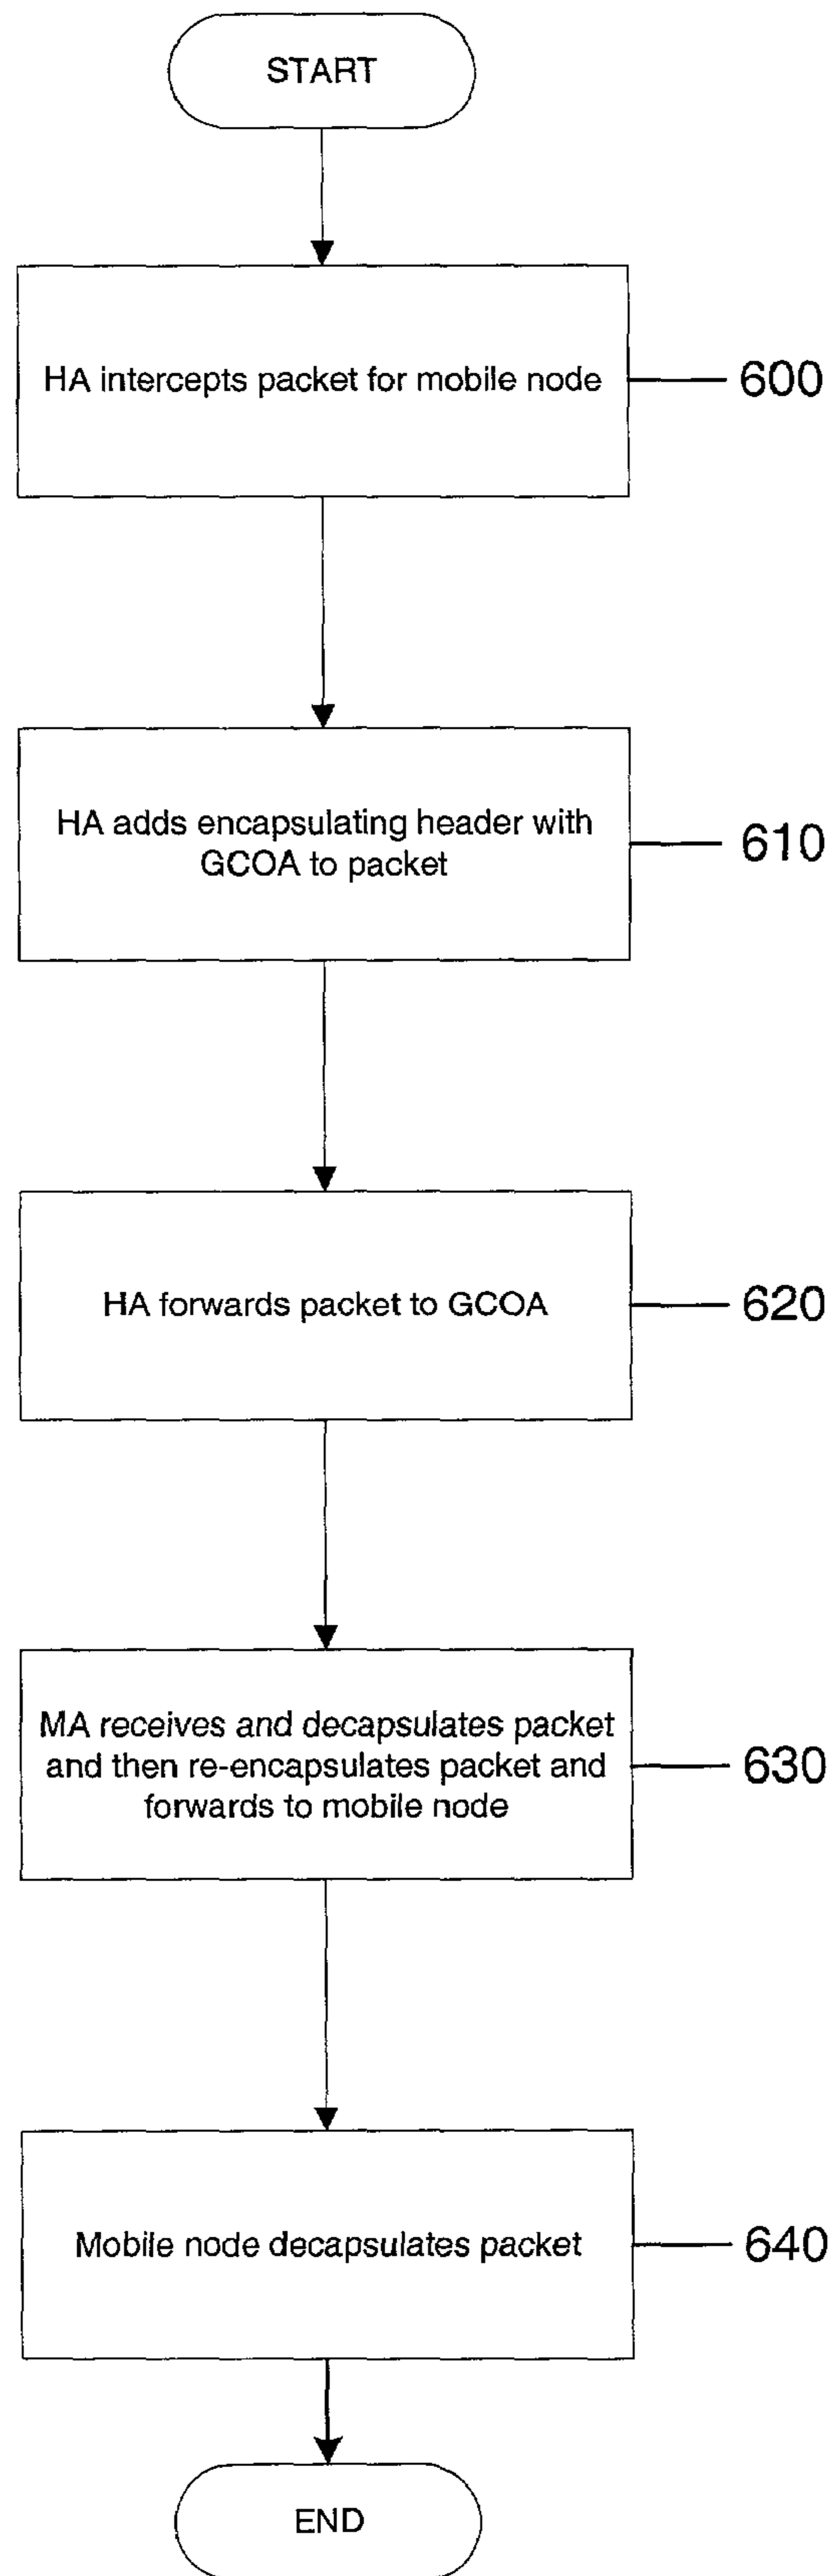 START
HA intercepts packet for mobile node
600
HA adds encapsulating header with
GCOA to packet
610
HA forwards packet to GCOA
620
MA receives and decapsulates packet
and then re-encapsulates packet and
forwards to mobile node
630
Mobile node decapsulates packet
640
END